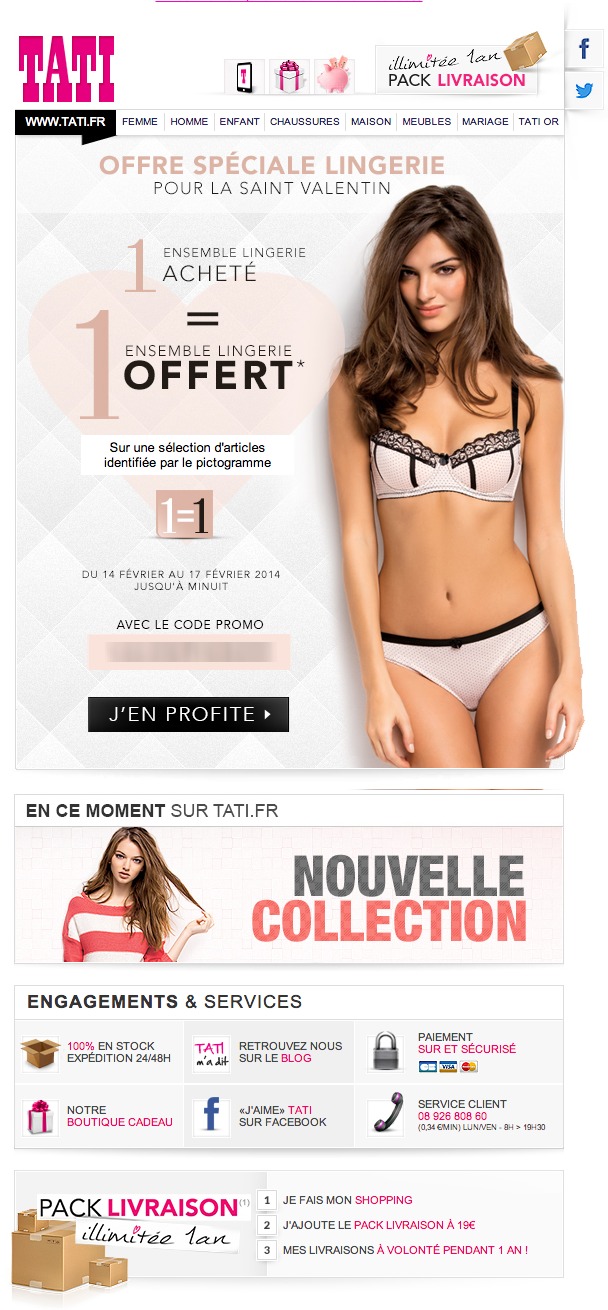 TATI
illimitée 1an
PACK LIVRAISON
WWW.TATI.FR
FEMME
HOMME
ENFANT
CHAUSSURES
MAISON
MEUBLES
MARIAGE
TATI OR
OFFRE SPÉCIALE LINGERIE
POUR LA SAINT VALENTIN
1 ENSEMBLE LINGERIE
ACHETÉ
=
1 ENSEMBLE LINGERIE
OFFERT*
Sur une sélection d'articles
identifiée par le pictogramme
1=1
DU 14 FÉVRIER AU 17 FÉVRIER 2014
JUSQU'À MINUIT
AVEC LE CODE PROMO
J'EN PROFITE
EN CE MOMENT SUR TATI.FR
NOUVELLE
COLLECTION
ENGAGEMENTS & SERVICES
100% EN STOCK
EXPÉDITION 24/48H
TATI
m'a dit
RETROUVEZ NOUS
SUR LE BLOG
PAIEMENT
SUR ET SÉCURISÉ
CB VISA
NOTRE
BOUTIQUE CADEAU
«J'AIME» TATI
SUR FACEBOOK
SERVICE CLIENT
08 926 808 60
(0,34 €/MIN) LUN/VEN - 8H > 19H30
PACK LIVRAISON(1)
illimitée 1an
1 JE FAIS MON SHOPPING
2 J'AJOUTE LE PACK LIVRAISON À 19€
3 MES LIVRAISONS À VOLONTÉ PENDANT 1 AN !